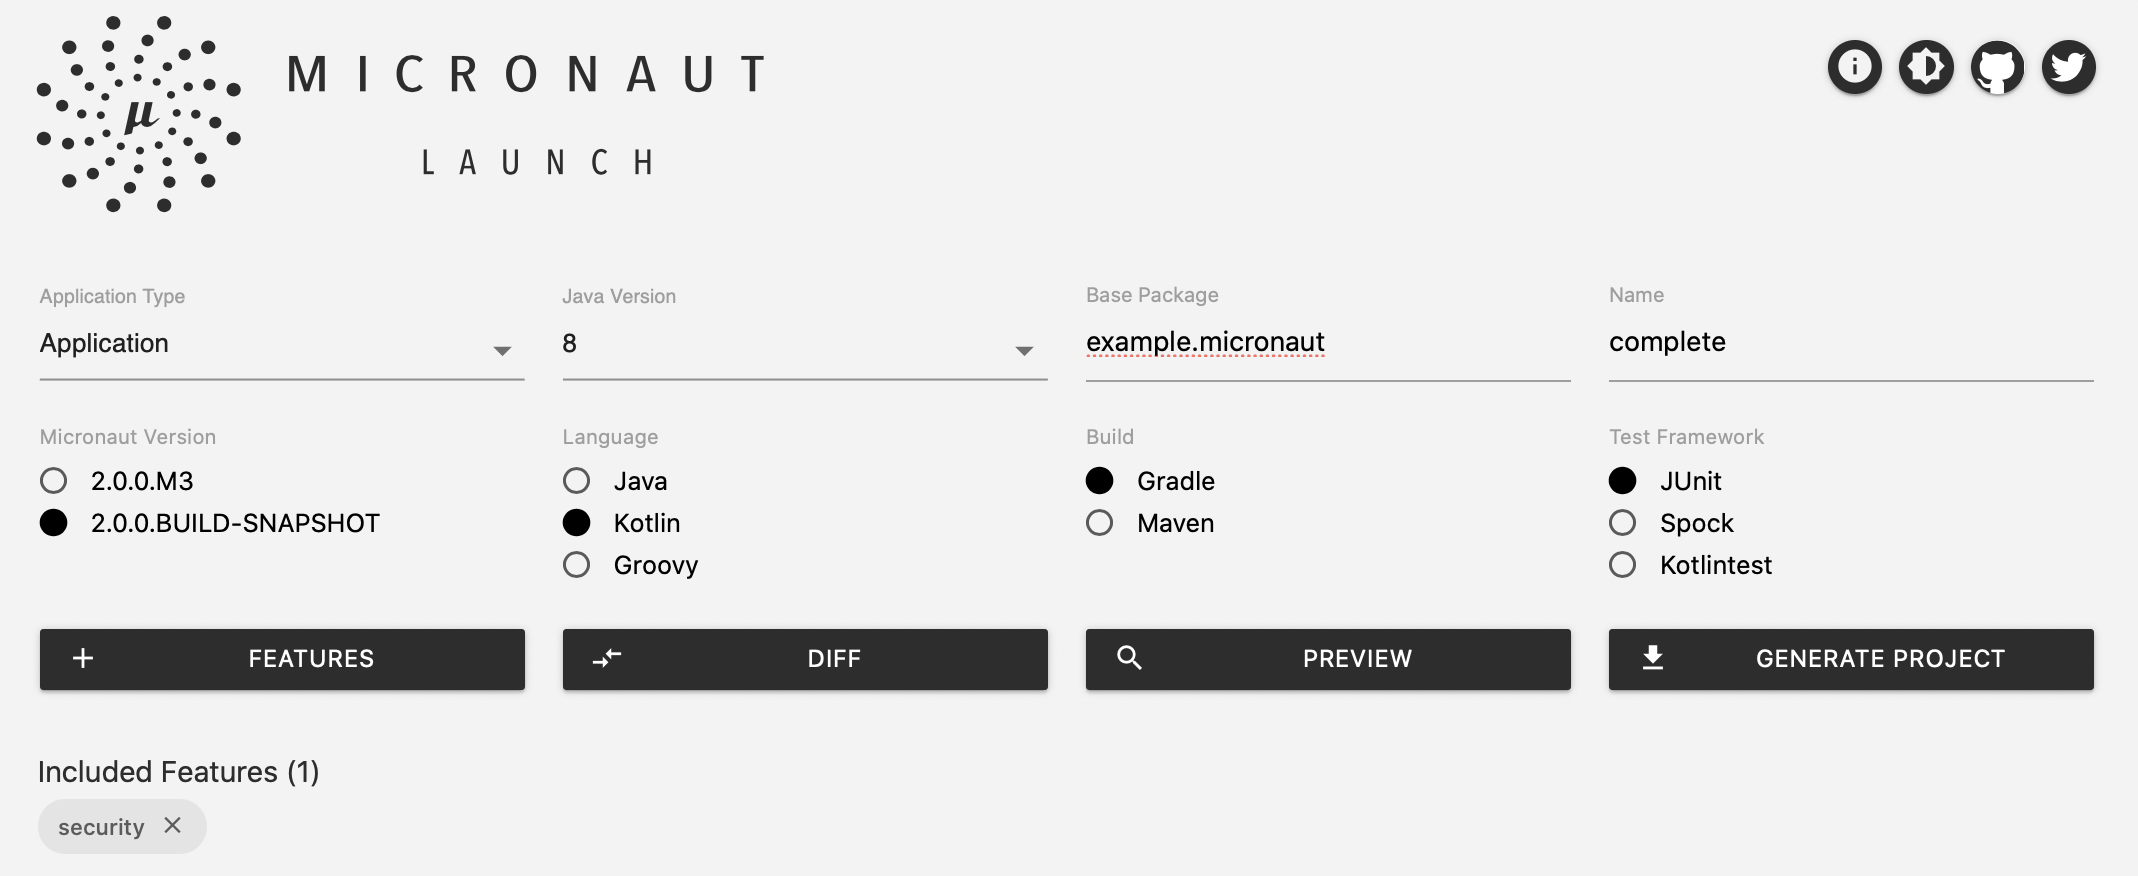 µ
MICRONAUT
LAUNCH
Application Type
Application
Java Version
8
Base Package
example.micronaut
Name
complete
Micronaut Version
2.0.0.M3
2.0.0.BUILD-SNAPSHOT
Language
Java
Kotlin
Groovy
Build
Gradle
Maven
Test Framework
JUnit
Spock
Kotlintest
FEATURES
DIFF
PREVIEW
GENERATE PROJECT
Included Features (1)
security